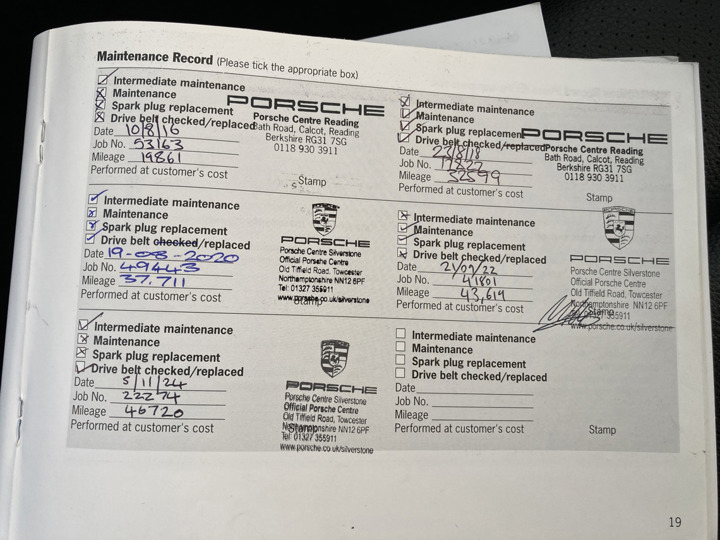 Maintenance Record (Please tick the appropriate box)
Intermediate maintenance
Maintenance
Spark plug replacement
Drive belt checked/replaced
Date 10/8/16
Job No. 53163
Mileage 19861
Performed at customer's cost
PORSCHE
Porsche Centre Reading
Bath Road, Calcot, Reading
Berkshire RG31 7SG
0118 930 3911
Stamp
Intermediate maintenance
Maintenance
Spark plug replacement
Drive belt checked/replaced
Date 23/8/18
Job No. 17822
Mileage 32599
Performed at customer's cost
PORSCHE
Porsche Centre Reading
Bath Road, Calcot, Reading
Berkshire RG31 7SG
0118 930 3911
Stamp
Intermediate maintenance
Maintenance
Spark plug replacement
Drive belt checked/replaced
Date 19-08-2020
Job No. 49443
Mileage 37.711
Performed at customer's cost
PORSCHE
Porsche Centre Silverstone
Official Porsche Centre
Old Tiffield Road, Towcester
Northamptonshire NN12 6PF
Tel: 01327 355911
www.porsche.co.uk/silverstone
Stamp
Intermediate maintenance
Maintenance
Spark plug replacement
Drive belt checked/replaced
Date 21/07/22
Job No. 41801
Mileage 43,619
Performed at customer's cost
PORSCHE
Porsche Centre Silverstone
Official Porsche Centre
Old Tiffield Road, Towcester
Northamptonshire NN12 6PF
355911
www.porsche.co.uk/silverstone
Stamp
Intermediate maintenance
Maintenance
Spark plug replacement
Drive belt checked/replaced
Date 5/11/24
Job No. 22274
Mileage 46720
Performed at customer's cost
PORSCHE
Porsche Centre Silverstone
Official Porsche Centre
Old Tiffield Road, Towcester
Northamptonshire NN12 6PF
Tel: 01327 355911
www.porsche.co.uk/silverstone
Stamp
Intermediate maintenance
Maintenance
Spark plug replacement
Drive belt checked/replaced
Date
Job No.
Mileage
Performed at customer's cost
Stamp
19